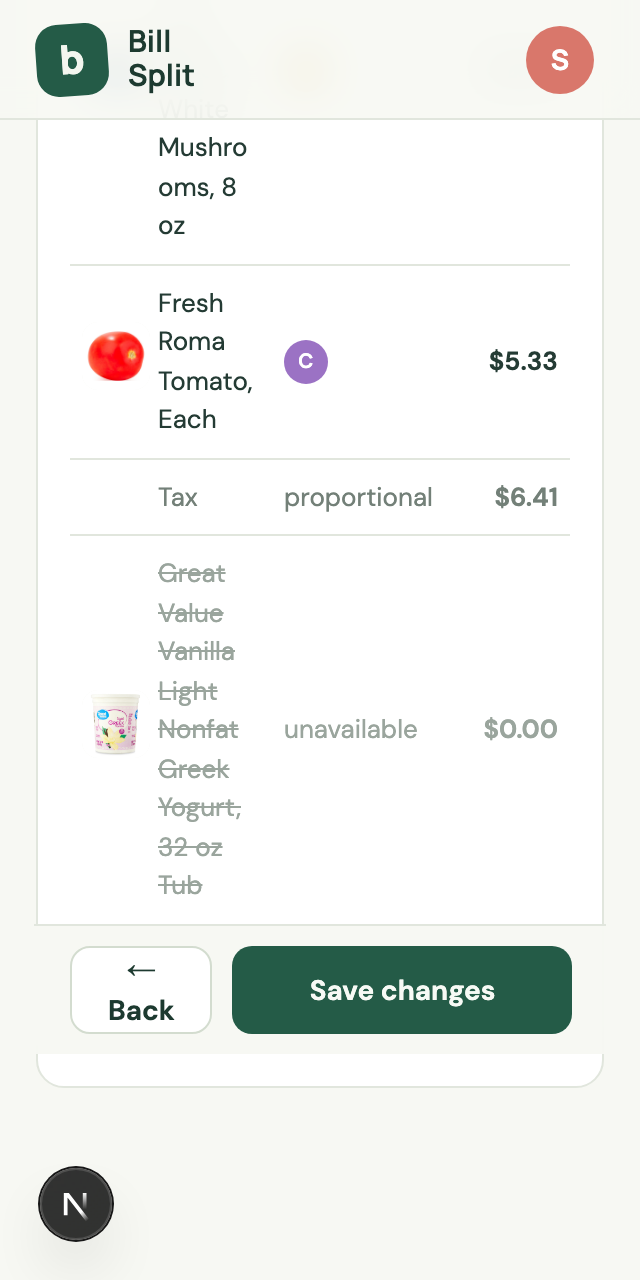 b
Bill
Split
S
White
Mushro
oms, 8
oz
Fresh
Roma
Tomato,
Each
C
$5.33
Tax
proportional
$6.41
Great
Value
Vanilla
Light
Nonfat
Greek
Yogurt,
32 oz
Tub
unavailable
$0.00
←
Back
Save changes
N